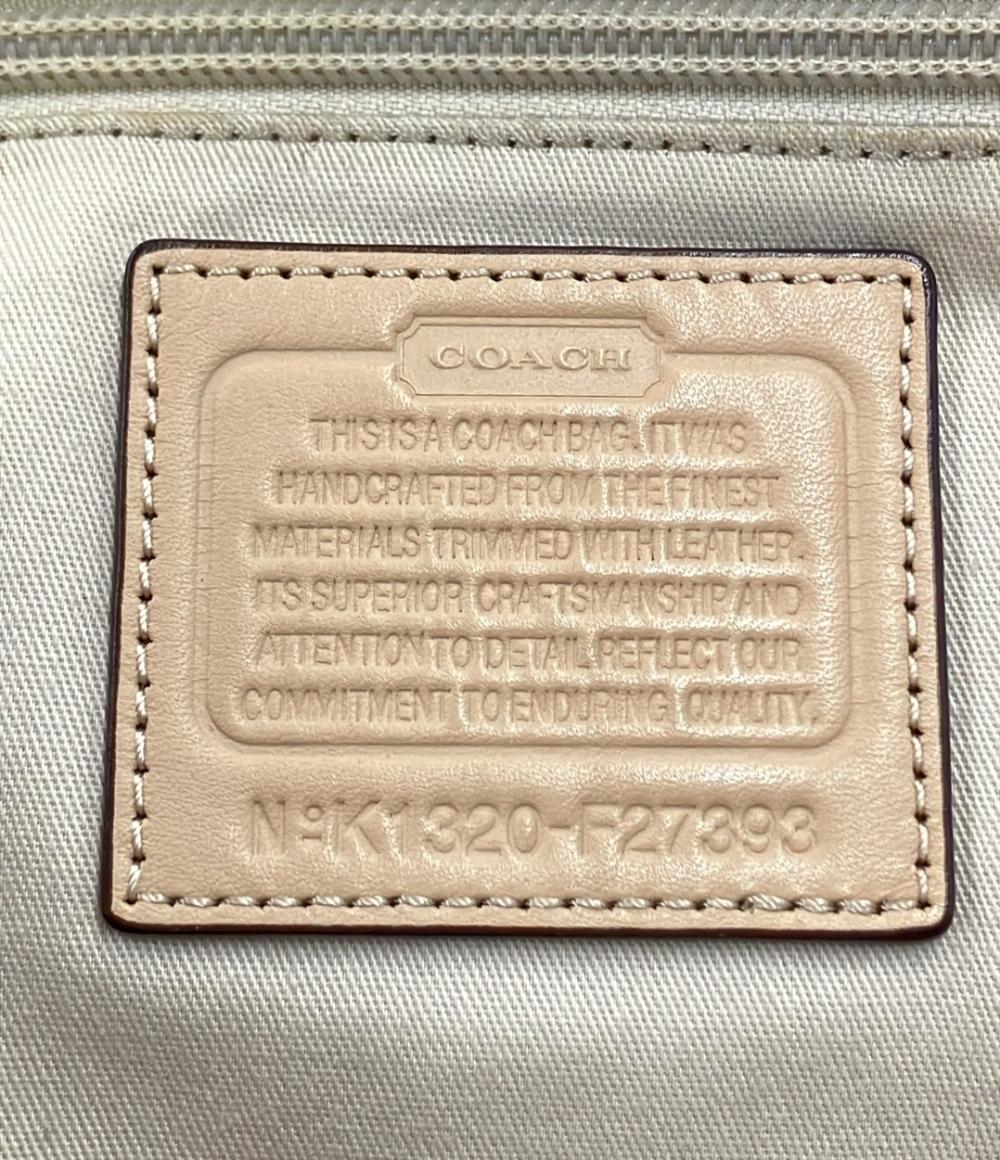 COACH
THIS IS A COACH BAG. IT WAS
HANDCRAFTED FROM THE FINEST
MATERIALS TRIMMED WITH LEATHER.
ITS SUPERIOR CRAFTSMANSHIP AND
ATTENTION TO DETAIL REFLECT OUR
COMMITMENT TO ENDURING QUALITY.
Nº K1320-F27393